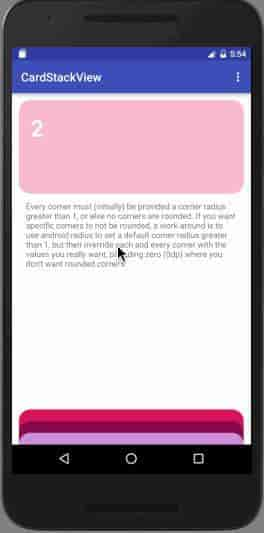 5:54
CardStackView
2
Every corner must (initially) be provided a corner radius
greater than 1, or else no corners are rounded. If you want
specific corners to not be rounded, a work-around is to
use android:radius to set a default corner radius greater
than 1, but then override each and every corner with the
values you really want, providing zero (0dp) where you
don't want rounded corners.